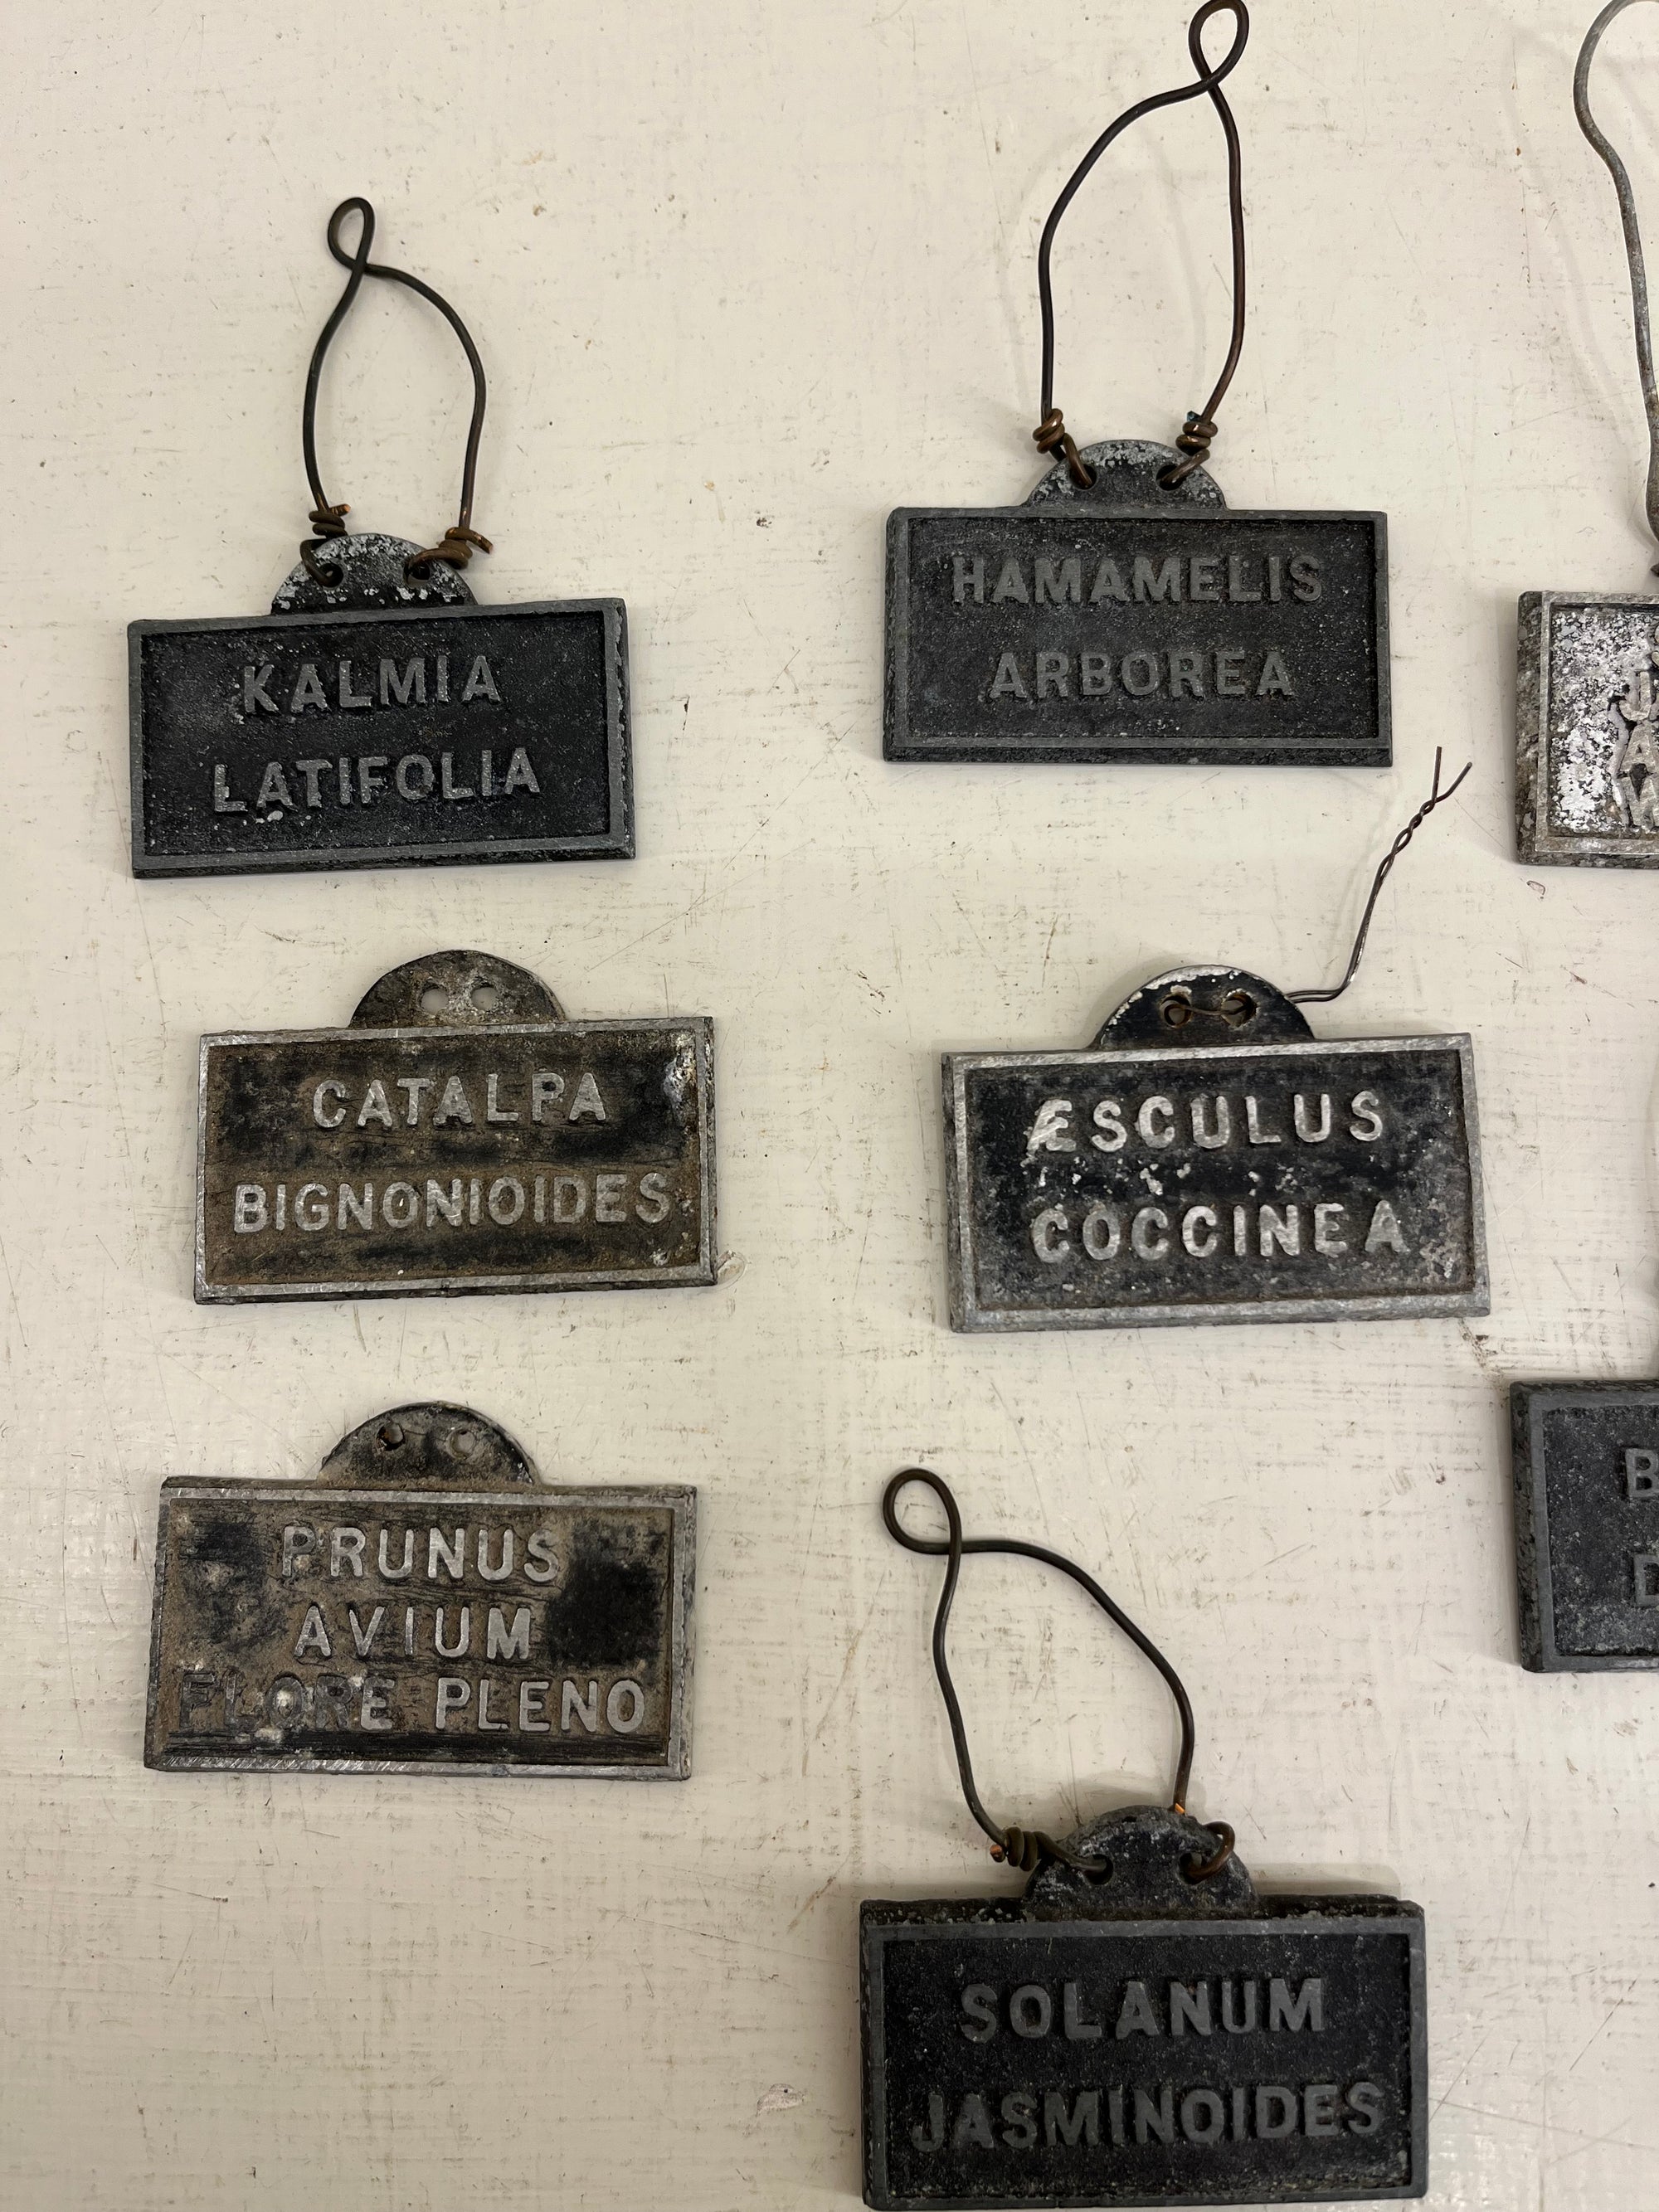 KALMIA
LATIFOLIA
HAMAMELIS
ARBOREA
CATALPA
BIGNONIOIDES
ÆSCULUS
COCCINEA
PRUNUS
AVIUM
FLORE PLENO
SOLANUM
JASMINOIDES